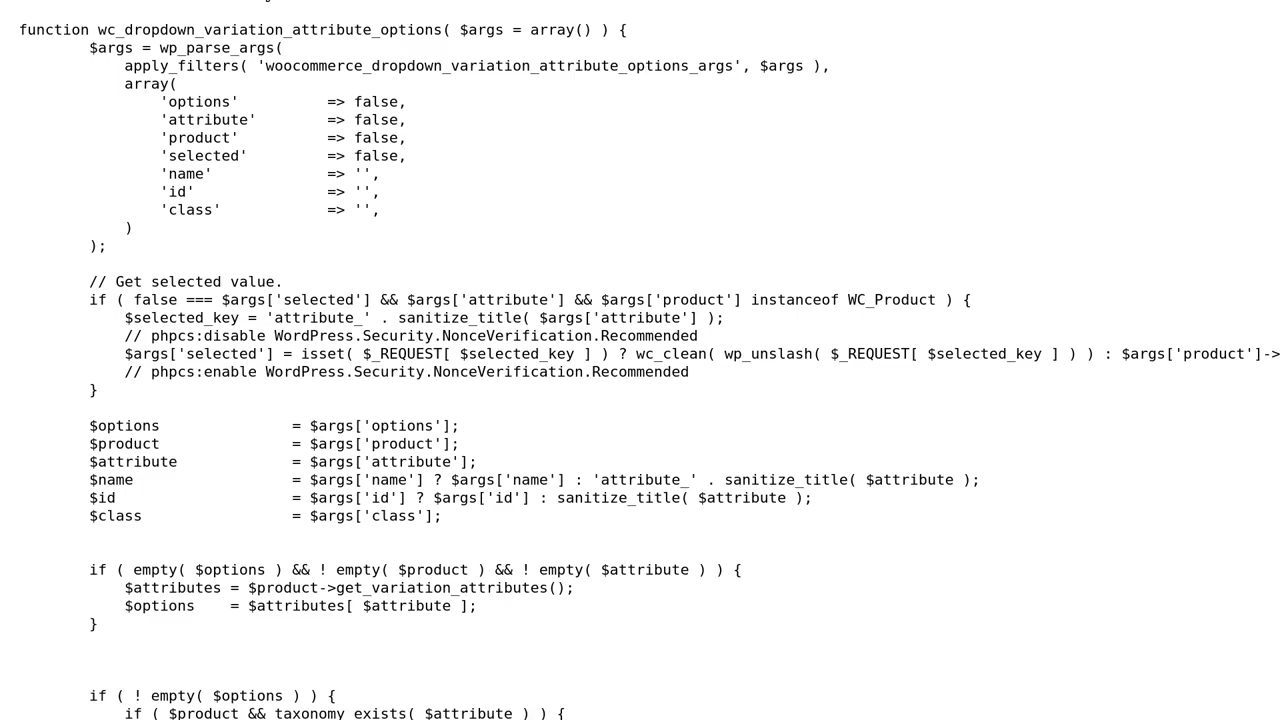 function wc_dropdown_variation_attribute_options( $args = array() ) {
        $args = wp_parse_args(
            apply_filters( 'woocommerce_dropdown_variation_attribute_options_args', $args ),
            array(
                'options'          => false,
                'attribute'        => false,
                'product'          => false,
                'selected'         => false,
                'name'             => '',
                'id'               => '',
                'class'            => '',
            )
        );

        // Get selected value.
        if ( false === $args['selected'] && $args['attribute'] && $args['product'] instanceof WC_Product ) {
            $selected_key = 'attribute_' . sanitize_title( $args['attribute'] );
            // phpcs:disable WordPress.Security.NonceVerification.Recommended
            $args['selected'] = isset( $_REQUEST[ $selected_key ] ) ? wc_clean( wp_unslash( $_REQUEST[ $selected_key ] ) ) : $args['product']->
            // phpcs:enable WordPress.Security.NonceVerification.Recommended
        }

        $options               = $args['options'];
        $product               = $args['product'];
        $attribute             = $args['attribute'];
        $name                  = $args['name'] ? $args['name'] : 'attribute_' . sanitize_title( $attribute );
        $id                    = $args['id'] ? $args['id'] : sanitize_title( $attribute );
        $class                 = $args['class'];

        if ( empty( $options ) && ! empty( $product ) && ! empty( $attribute ) ) {
            $attributes = $product->get_variation_attributes();
            $options    = $attributes[ $attribute ];
        }

        if ( ! empty( $options ) ) {
            if ( $product && taxonomy_exists( $attribute ) ) {